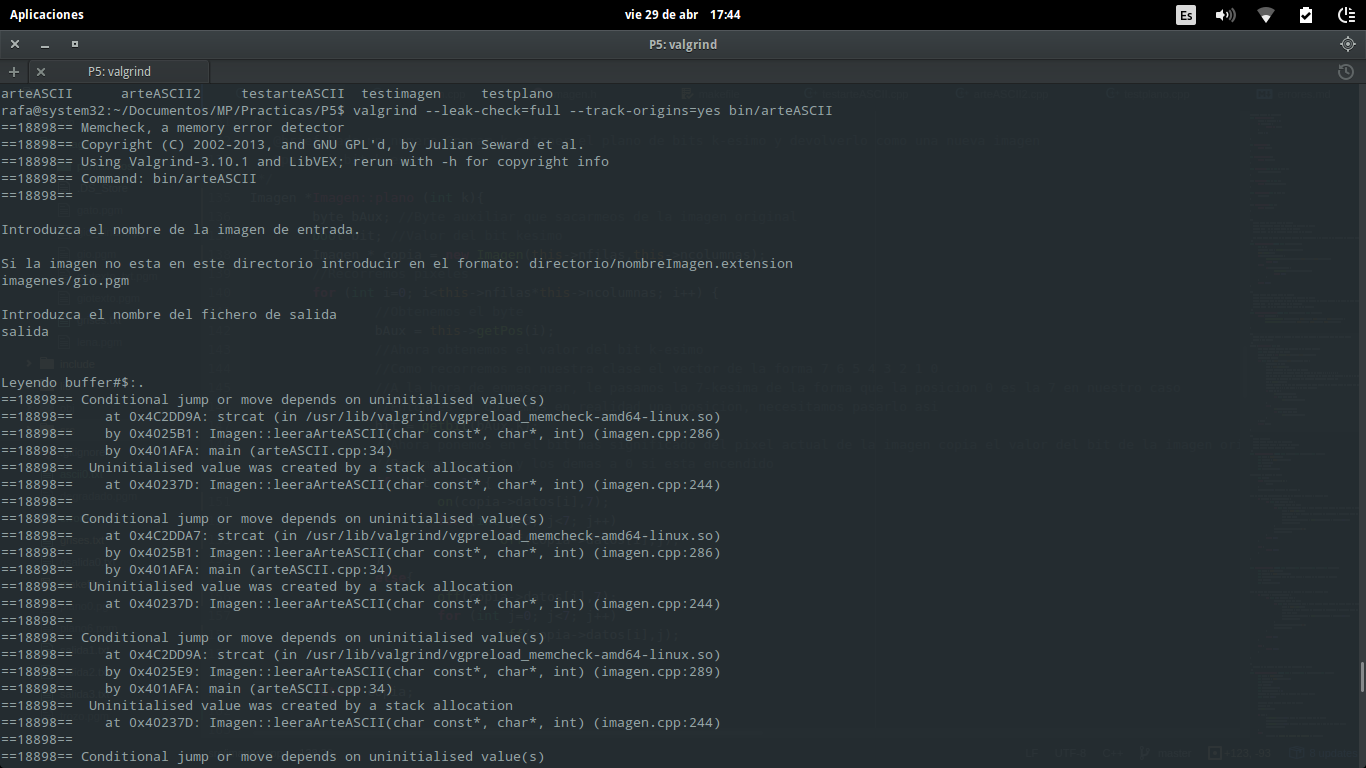 Aplicaciones
vie 29 de abr 17:44
Es
P5: valgrind
P5: valgrind
arteASCII arteASCII2 testarteASCII testimagen testplano
rafa@system32:~/Documentos/MP/Practicas/P5$ valgrind --leak-check=full --track-origins=yes bin/arteASCII
==18898== Memcheck, a memory error detector
==18898== Copyright (C) 2002-2013, and GNU GPL'd, by Julian Seward et al.
==18898== Using Valgrind-3.10.1 and LibVEX; rerun with -h for copyright info
==18898== Command: bin/arteASCII
==18898==
Introduzca el nombre de la imagen de entrada.
Si la imagen no esta en este directorio introducir en el formato: directorio/nombreImagen.extension
imagenes/gio.pgm
Introduzca el nombre del fichero de salida
salida
Leyendo buffer#$:.
==18898== Conditional jump or move depends on uninitialised value(s)
==18898==    at 0x4C2DD9A: strcat (in /usr/lib/valgrind/vgpreload_memcheck-amd64-linux.so)
==18898==    by 0x4025B1: Imagen::leeraArteASCII(char const*, char*, int) (imagen.cpp:286)
==18898==    by 0x401AFA: main (arteASCII.cpp:34)
==18898==  Uninitialised value was created by a stack allocation
==18898==    at 0x40237D: Imagen::leeraArteASCII(char const*, char*, int) (imagen.cpp:244)
==18898==
==18898== Conditional jump or move depends on uninitialised value(s)
==18898==    at 0x4C2DDA7: strcat (in /usr/lib/valgrind/vgpreload_memcheck-amd64-linux.so)
==18898==    by 0x4025B1: Imagen::leeraArteASCII(char const*, char*, int) (imagen.cpp:286)
==18898==    by 0x401AFA: main (arteASCII.cpp:34)
==18898==  Uninitialised value was created by a stack allocation
==18898==    at 0x40237D: Imagen::leeraArteASCII(char const*, char*, int) (imagen.cpp:244)
==18898==
==18898== Conditional jump or move depends on uninitialised value(s)
==18898==    at 0x4C2DD9A: strcat (in /usr/lib/valgrind/vgpreload_memcheck-amd64-linux.so)
==18898==    by 0x4025E9: Imagen::leeraArteASCII(char const*, char*, int) (imagen.cpp:289)
==18898==    by 0x401AFA: main (arteASCII.cpp:34)
==18898==  Uninitialised value was created by a stack allocation
==18898==    at 0x40237D: Imagen::leeraArteASCII(char const*, char*, int) (imagen.cpp:244)
==18898==
==18898== Conditional jump or move depends on uninitialised value(s)